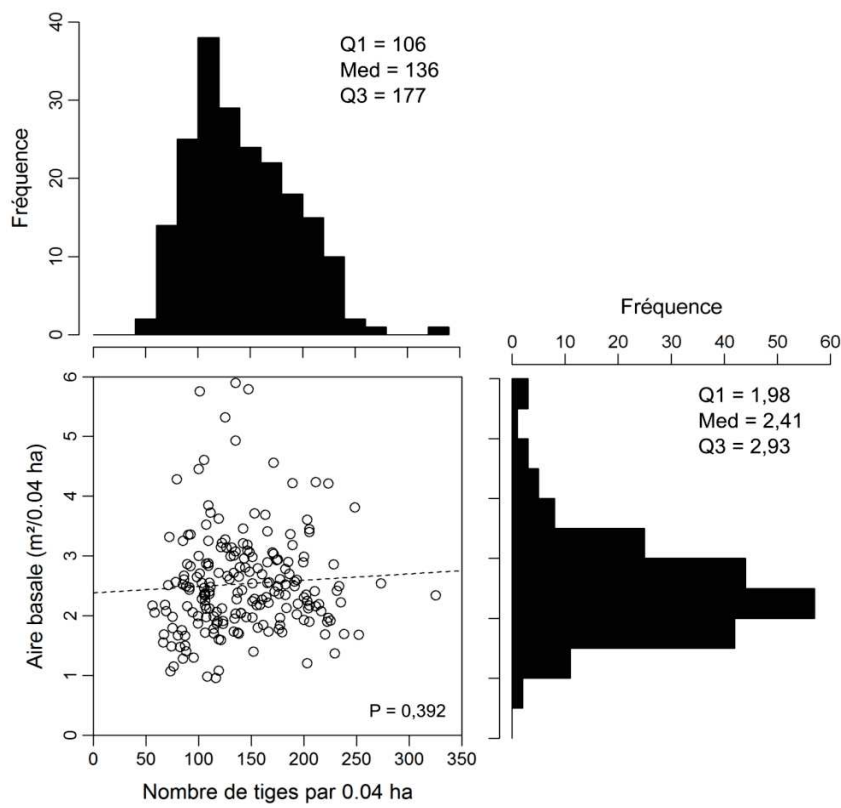 Fréquence
0 10 20 30 40
Q1 = 106
Med = 136
Q3 = 177
Fréquence
0 10 20 30 40 50 60
Q1 = 1,98
Med = 2,41
Q3 = 2,93
Aire basale (m²/0.04 ha)
0 1 2 3 4 5 6
P = 0,392
0 50 100 150 200 250 300 350
Nombre de tiges par 0.04 ha